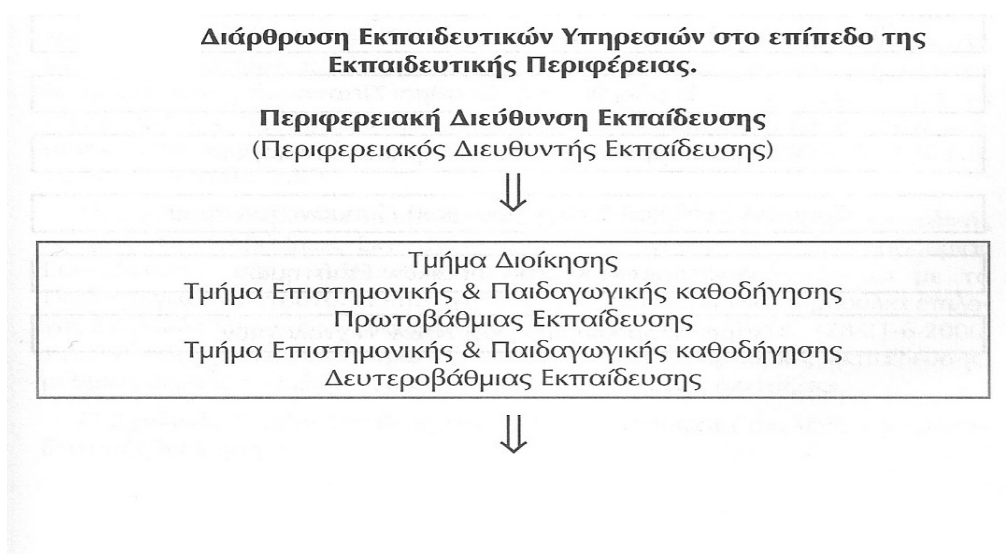 Διάρθρωση Εκπαιδευτικών Υπηρεσιών στο επίπεδο της
Εκπαιδευτικής Περιφέρειας.
Περιφερειακή Διεύθυνση Εκπαίδευσης
(Περιφερειακός Διευθυντής Εκπαίδευσης)
⇓
Τμήμα Διοίκησης
Τμήμα Επιστημονικής & Παιδαγωγικής καθοδήγησης
Πρωτοβάθμιας Εκπαίδευσης
Τμήμα Επιστημονικής & Παιδαγωγικής καθοδήγησης
Δευτεροβάθμιας Εκπαίδευσης
⇓